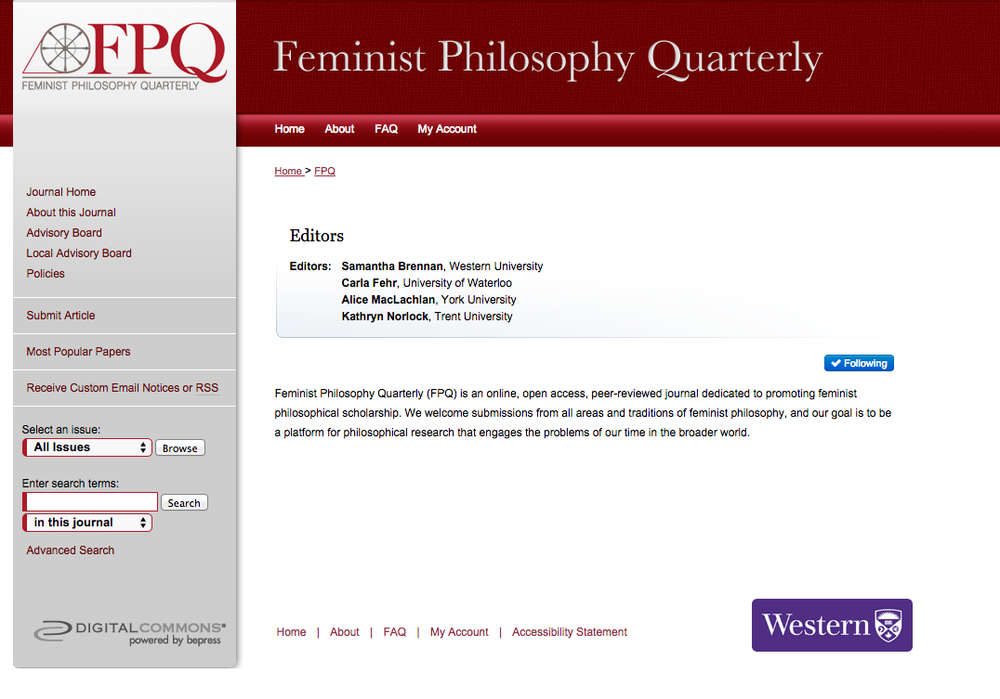 FPQ
FEMINIST PHILOSOPHY QUARTERLY
Feminist Philosophy Quarterly
Home About FAQ My Account
Journal Home
About this Journal
Advisory Board
Local Advisory Board
Policies
Submit Article
Most Popular Papers
Receive Custom Email Notices or RSS
Select an issue:
All Issues Browse
Enter search terms:
Search
in this journal
Advanced Search
DIGITALCOMMONS
powered by bepress
Home > FPQ
Editors
Editors: Samantha Brennan, Western University
Carla Fehr, University of Waterloo
Alice MacLachlan, York University
Kathryn Norlock, Trent University
Following
Feminist Philosophy Quarterly (FPQ) is an online, open access, peer-reviewed journal dedicated to promoting feminist
philosophical scholarship. We welcome submissions from all areas and traditions of feminist philosophy, and our goal is to be
a platform for philosophical research that engages the problems of our time in the broader world.
Home | About | FAQ | My Account | Accessibility Statement
Western